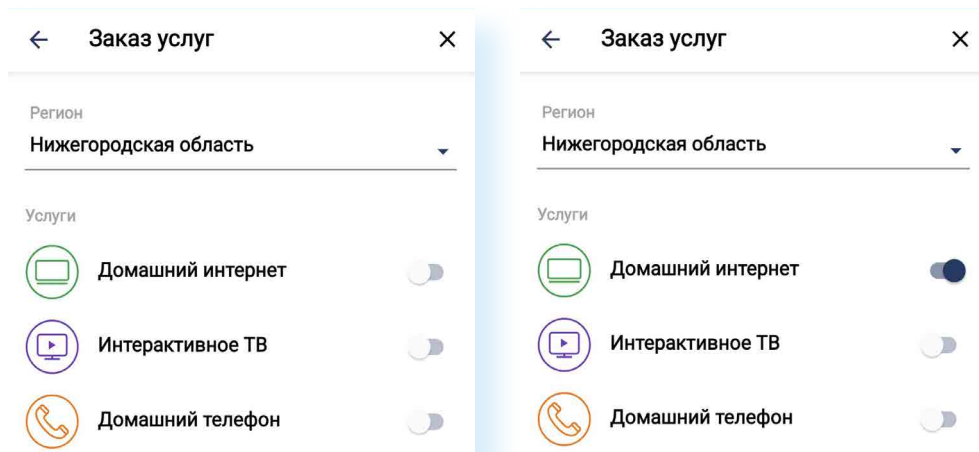 Заказ услуг
Регион
Нижегородская область
Услуги
Домашний интернет
Интерактивное ТВ
Домашний телефон
Заказ услуг
Регион
Нижегородская область
Услуги
Домашний интернет
Интерактивное ТВ
Домашний телефон